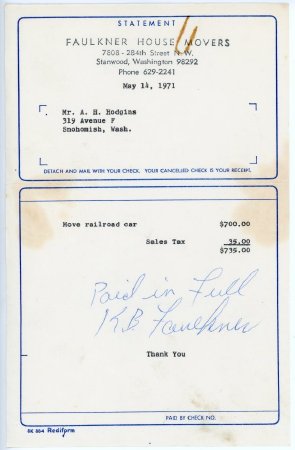 STATEMENT
FAULKNER HOUSE MOVERS
7808 - 284th Street N.W.
Stanwood, Washington 98292
Phone 629-2241
May 14, 1971
Mr. A. H. Hodgins
319 Avenue F
Snohomish, Wash.
DETACH AND MAIL WITH YOUR CHECK. YOUR CANCELLED CHECK IS YOUR RECEIPT.
Move railroad car $700.00
Sales Tax 35.00
$735.00
Paid in Full
K.B. Faulkner
Thank You
PAID BY CHECK NO.
8K 864 Rediform